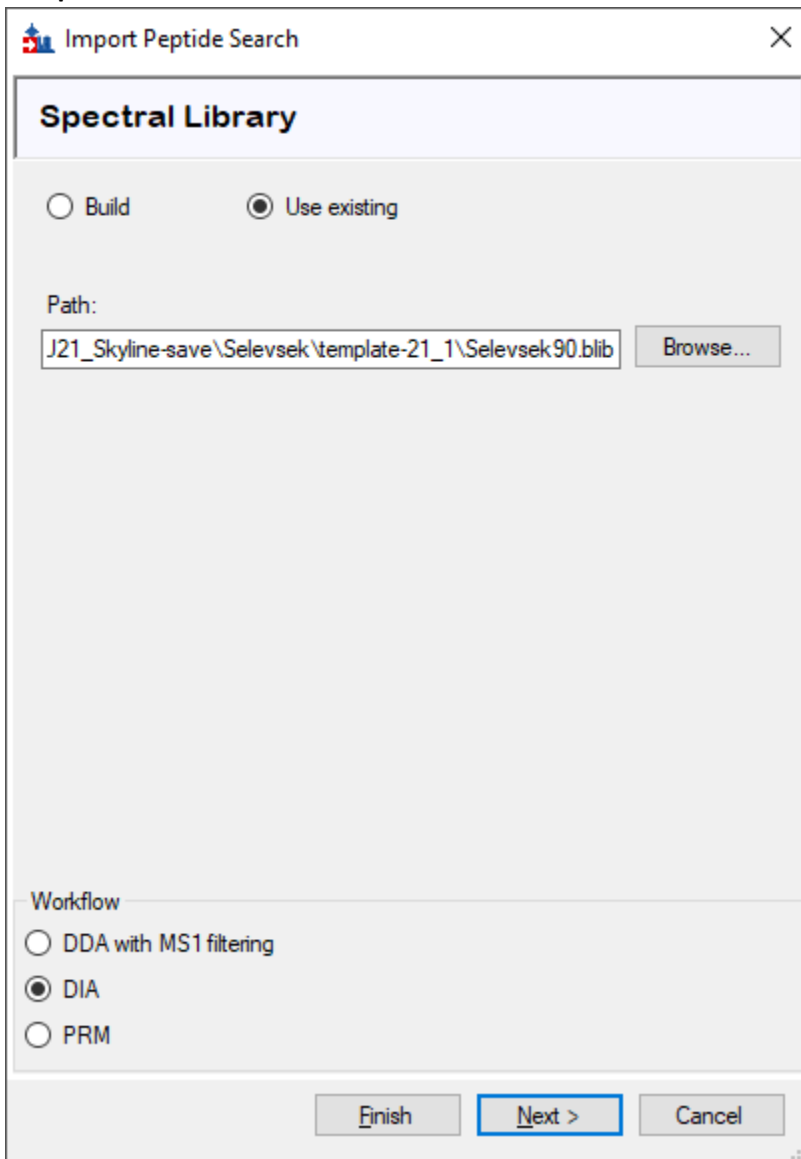 Import Peptide Search
Spectral Library
Build Use existing
Path:
J21_Skyline-save\Selevsek\template-21_1\Selevsek90.blib Browse...
Workflow
DDA with MS1 filtering
DIA
PRM
Finish Next > Cancel